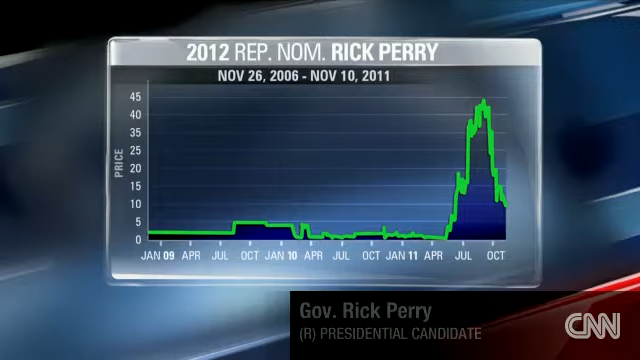 2012 REP. NOM. RICK PERRY
NOV 26, 2006 - NOV 10, 2011
PRICE
45
40
35
30
25
20
15
10
5
0
JAN 09 APR JUL OCT JAN 10 APR JUL OCT JAN 11 APR JUL OCT
Gov. Rick Perry
(R) PRESIDENTIAL CANDIDATE
CNN